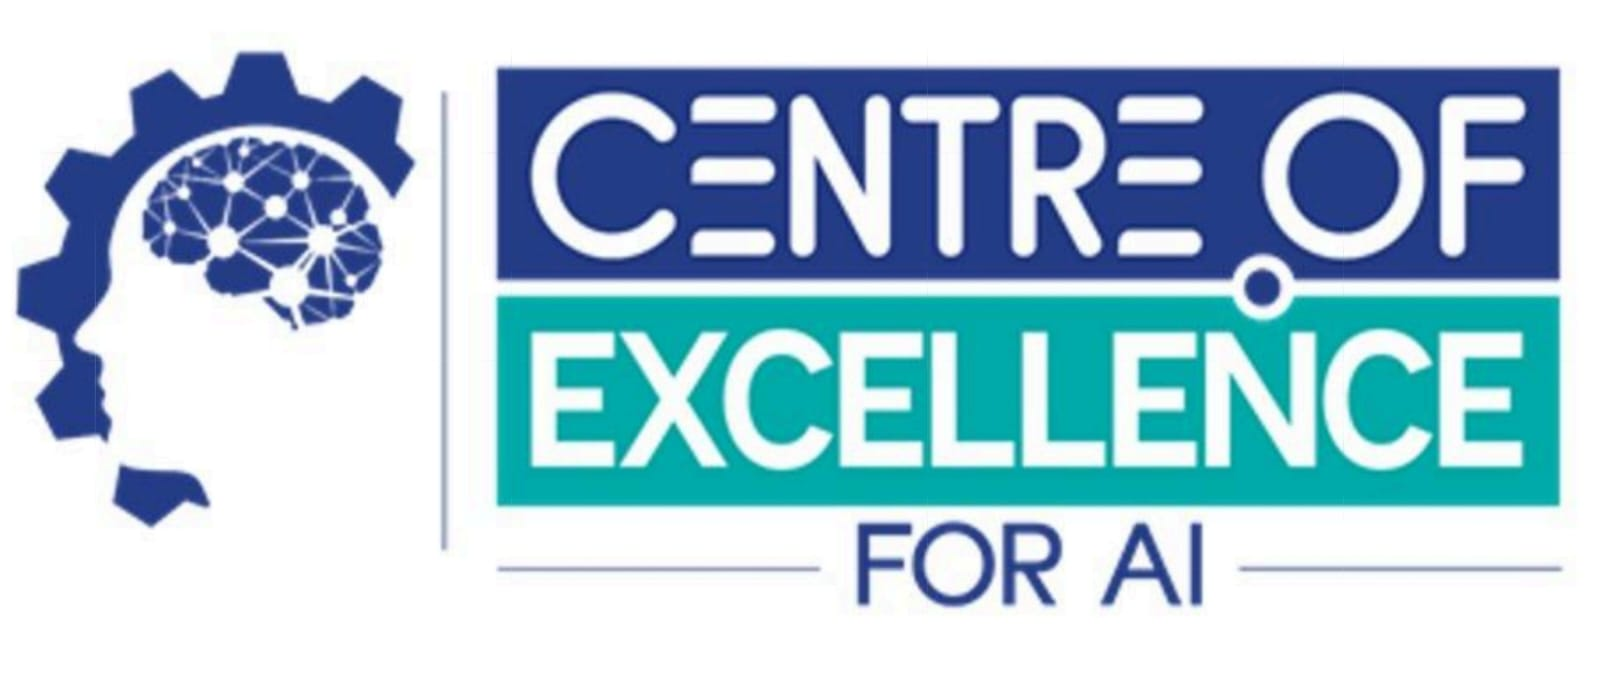 CENTRE OF
EXCELLENCE
FOR AI